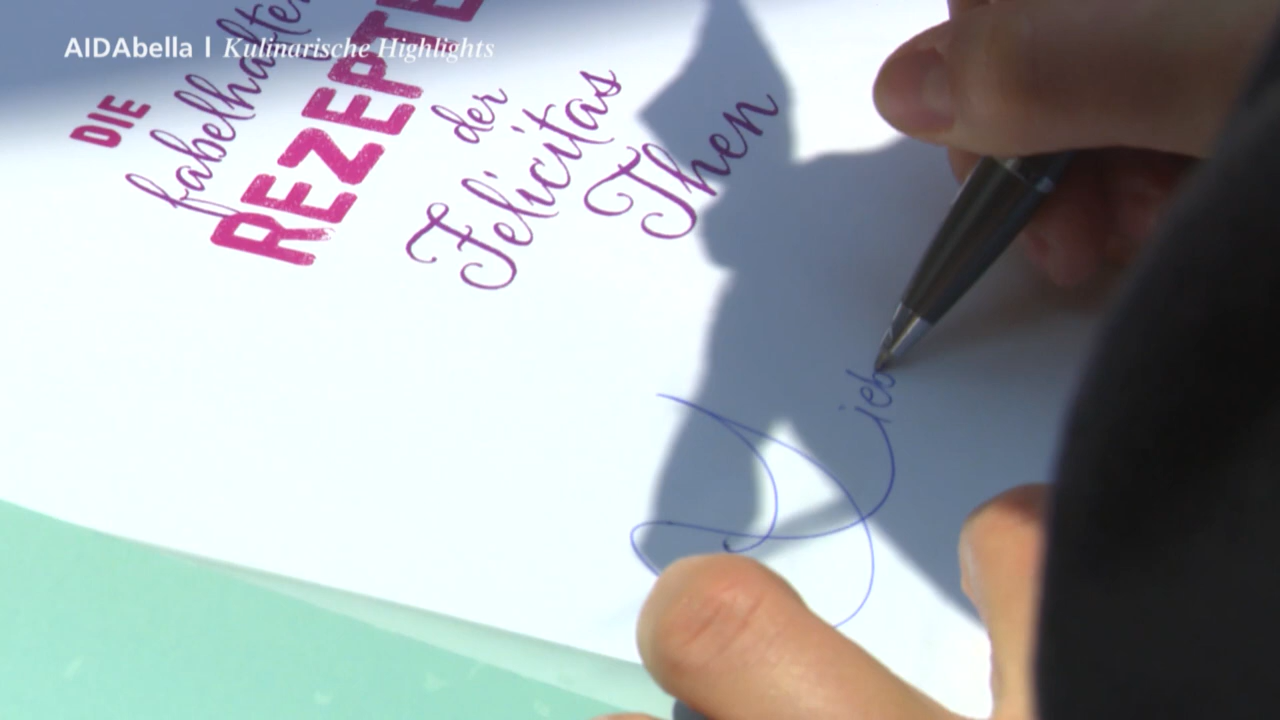 AIDAbella | Kulinarische Highlights
DIE
fabelhaften
REZEPTE
der
Felicitas
Then
Lieb